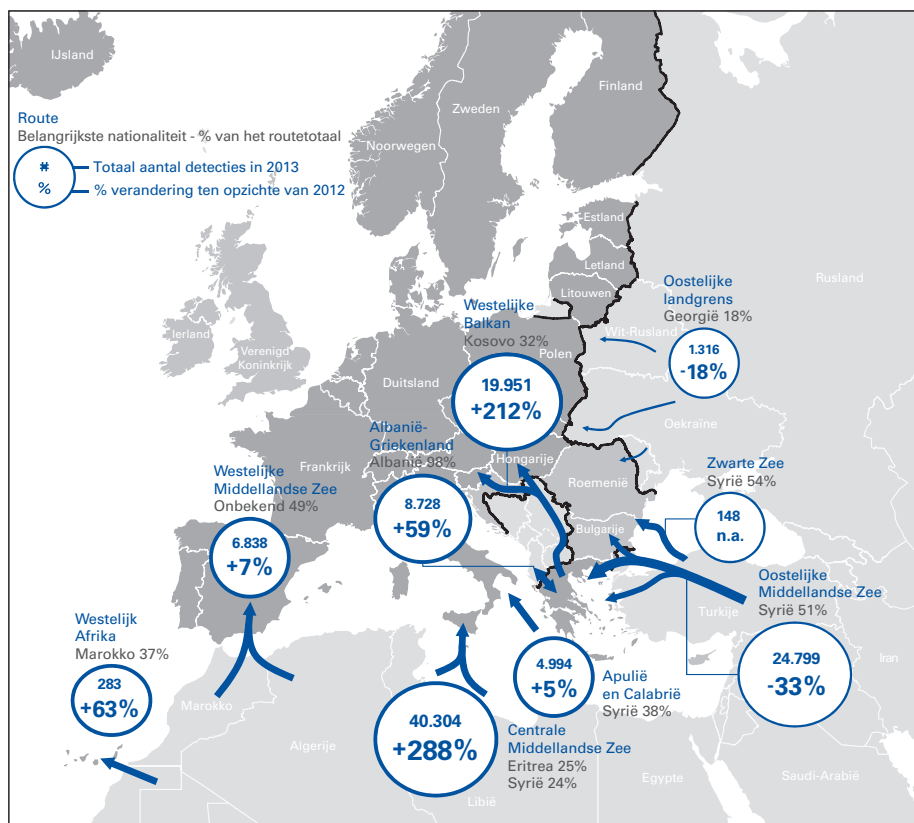 IJsland
Finland
Zweden
Noorwegen
Route
Belangrijkste nationaliteit - % van het routetotaal
*
Totaal aantal detecties in 2013
%
% verandering ten opzichte van 2012
Estland
Letland
Litouwen
Rusland
Wit-Rusland
Ierland
Verenigd
Koninkrijk
Polen
Duitsland
Oekraïne
Frankrijk
Hongarije
Roemenië
Bulgarije
Turkije
Iran
Marokko
Algerije
Libië
Egypte
Saudi-Arabië
Oostelijke
landgrens
Georgië 18%
1.316
-18%
Westelijke
Balkan
Kosovo 32%
19.951
+212%
Albanië-
Griekenland
Albanië 98%
8.728
+59%
Westelijke
Middellandse Zee
Onbekend 49%
6.838
+7%
Zwarte Zee
Syrië 54%
148
n.a.
Oostelijke
Middellandse Zee
Syrië 51%
24.799
-33%
Westelijk
Afrika
Marokko 37%
283
+63%
4.994
+5%
Apulië
en Calabrië
Syrië 38%
40.304
+288%
Centrale
Middellandse Zee
Eritrea 25%
Syrië 24%